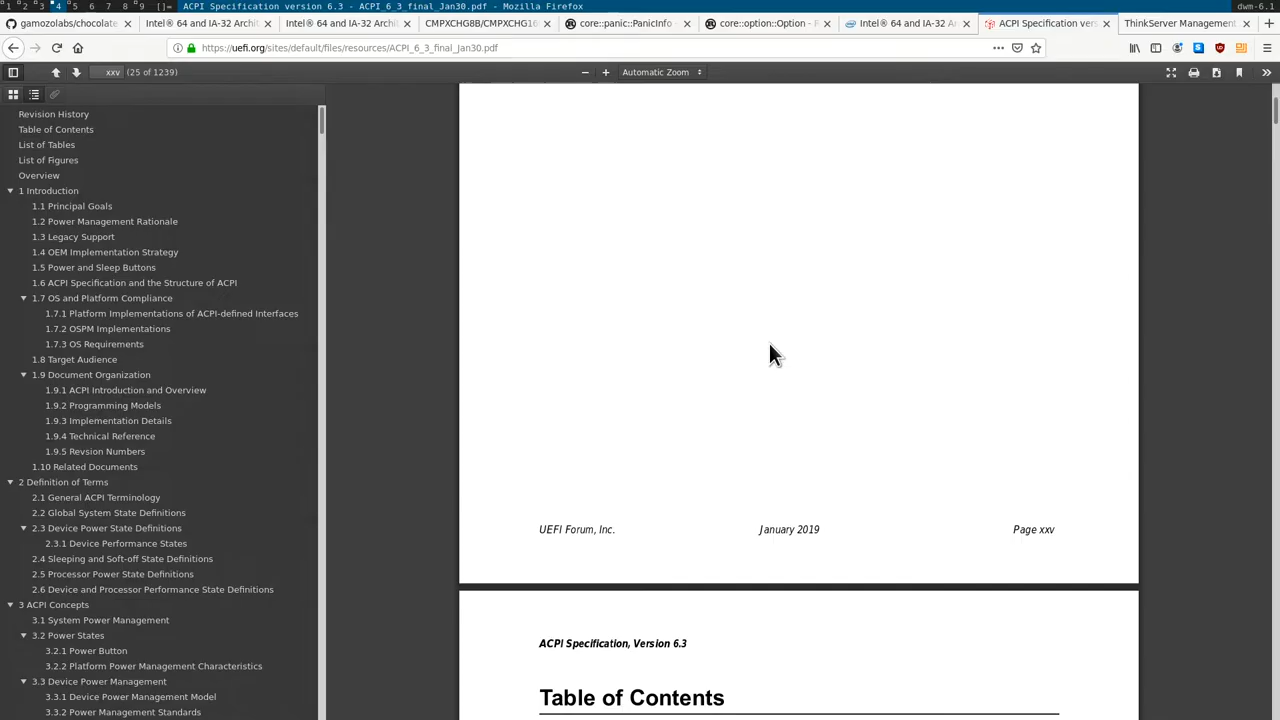 1 2 3 4 5 6 7 8 9 []= ACPI Specification version 6.3 - ACPI_6_3_final_Jan30.pdf - Mozilla Firefox dwm-6.1
gamozolabs/chocolate Intel® 64 and IA-32 Archit Intel® 64 and IA-32 Archit CMPXCHG8B/CMPXCHG16 core::panic::PanicInfo - core::option::Option - R Intel® 64 and IA-32 Ar ACPI Specification vers ThinkServer Management
https://uefi.org/sites/default/files/resources/ACPI_6_3_final_Jan30.pdf
xxv (25 of 1239) Automatic Zoom
Revision History
Table of Contents
List of Tables
List of Figures
Overview
1 Introduction
1.1 Principal Goals
1.2 Power Management Rationale
1.3 Legacy Support
1.4 OEM Implementation Strategy
1.5 Power and Sleep Buttons
1.6 ACPI Specification and the Structure of ACPI
1.7 OS and Platform Compliance
1.7.1 Platform Implementations of ACPI-defined Interfaces
1.7.2 OSPM Implementations
1.7.3 OS Requirements
1.8 Target Audience
1.9 Document Organization
1.9.1 ACPI Introduction and Overview
1.9.2 Programming Models
1.9.3 Implementation Details
1.9.4 Technical Reference
1.9.5 Revsion Numbers
1.10 Related Documents
2 Definition of Terms
2.1 General ACPI Terminology
2.2 Global System State Definitions
2.3 Device Power State Definitions
2.3.1 Device Performance States
2.4 Sleeping and Soft-off State Definitions
2.5 Processor Power State Definitions
2.6 Device and Processor Performance State Definitions
3 ACPI Concepts
3.1 System Power Management
3.2 Power States
3.2.1 Power Button
3.2.2 Platform Power Management Characteristics
3.3 Device Power Management
3.3.1 Device Power Management Model
3.3.2 Power Management Standards
UEFI Forum, Inc. January 2019 Page xxv
ACPI Specification, Version 6.3
Table of Contents